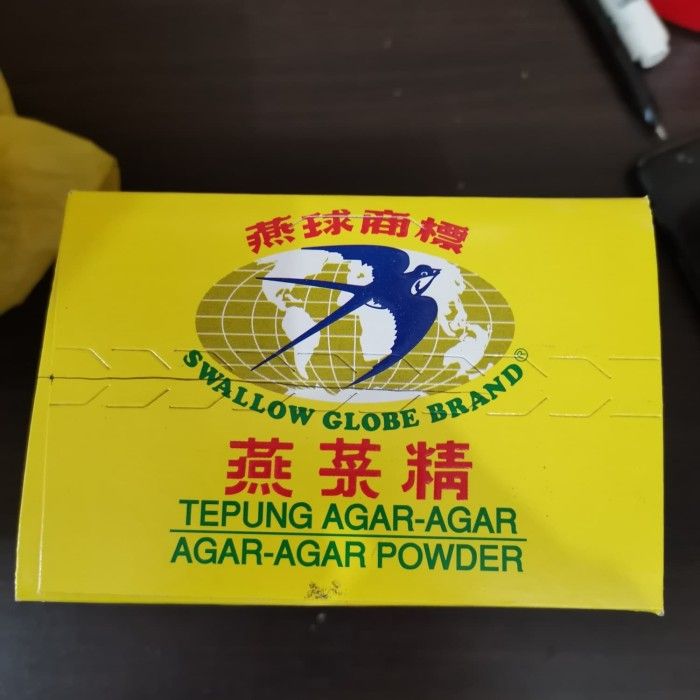 燕球商標
SWALLOW GLOBE BRAND®
燕菜精
TEPUNG AGAR-AGAR
AGAR-AGAR POWDER